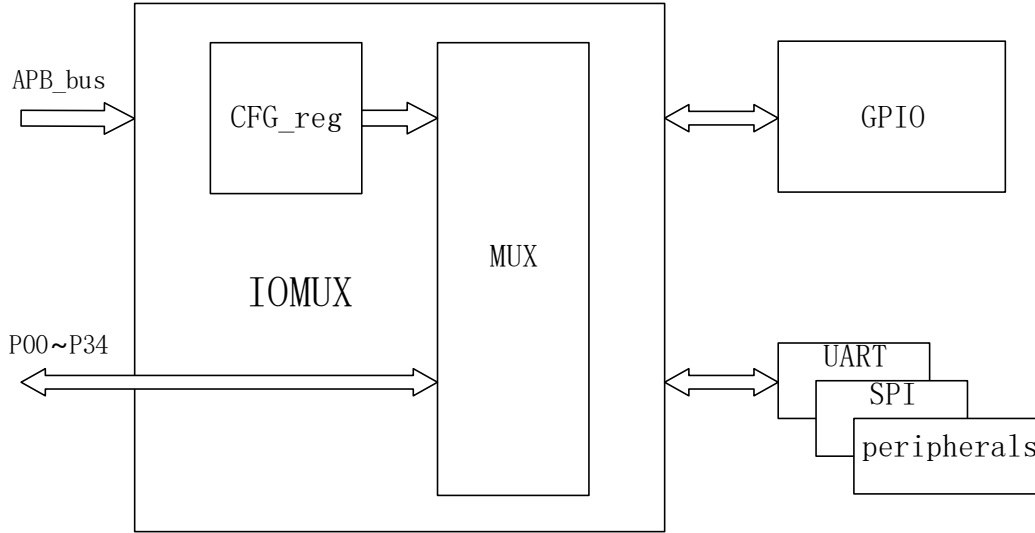 APB_bus
CFG_reg
GPIO
MUX
IOMUX
P00~P34
UART
SPI
peripherals